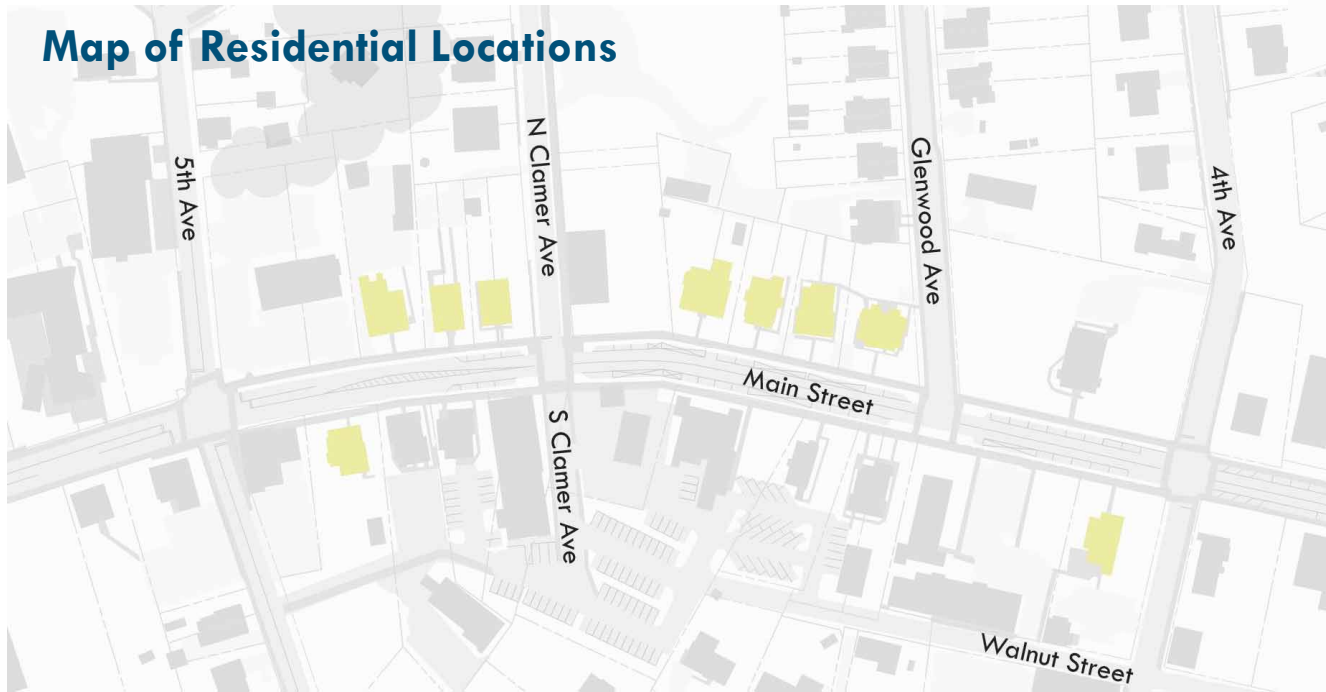 Map of Residential Locations
5th Ave
N Clamer Ave
Glenwood Ave
4th Ave
Main Street
S Clamer Ave
Walnut Street